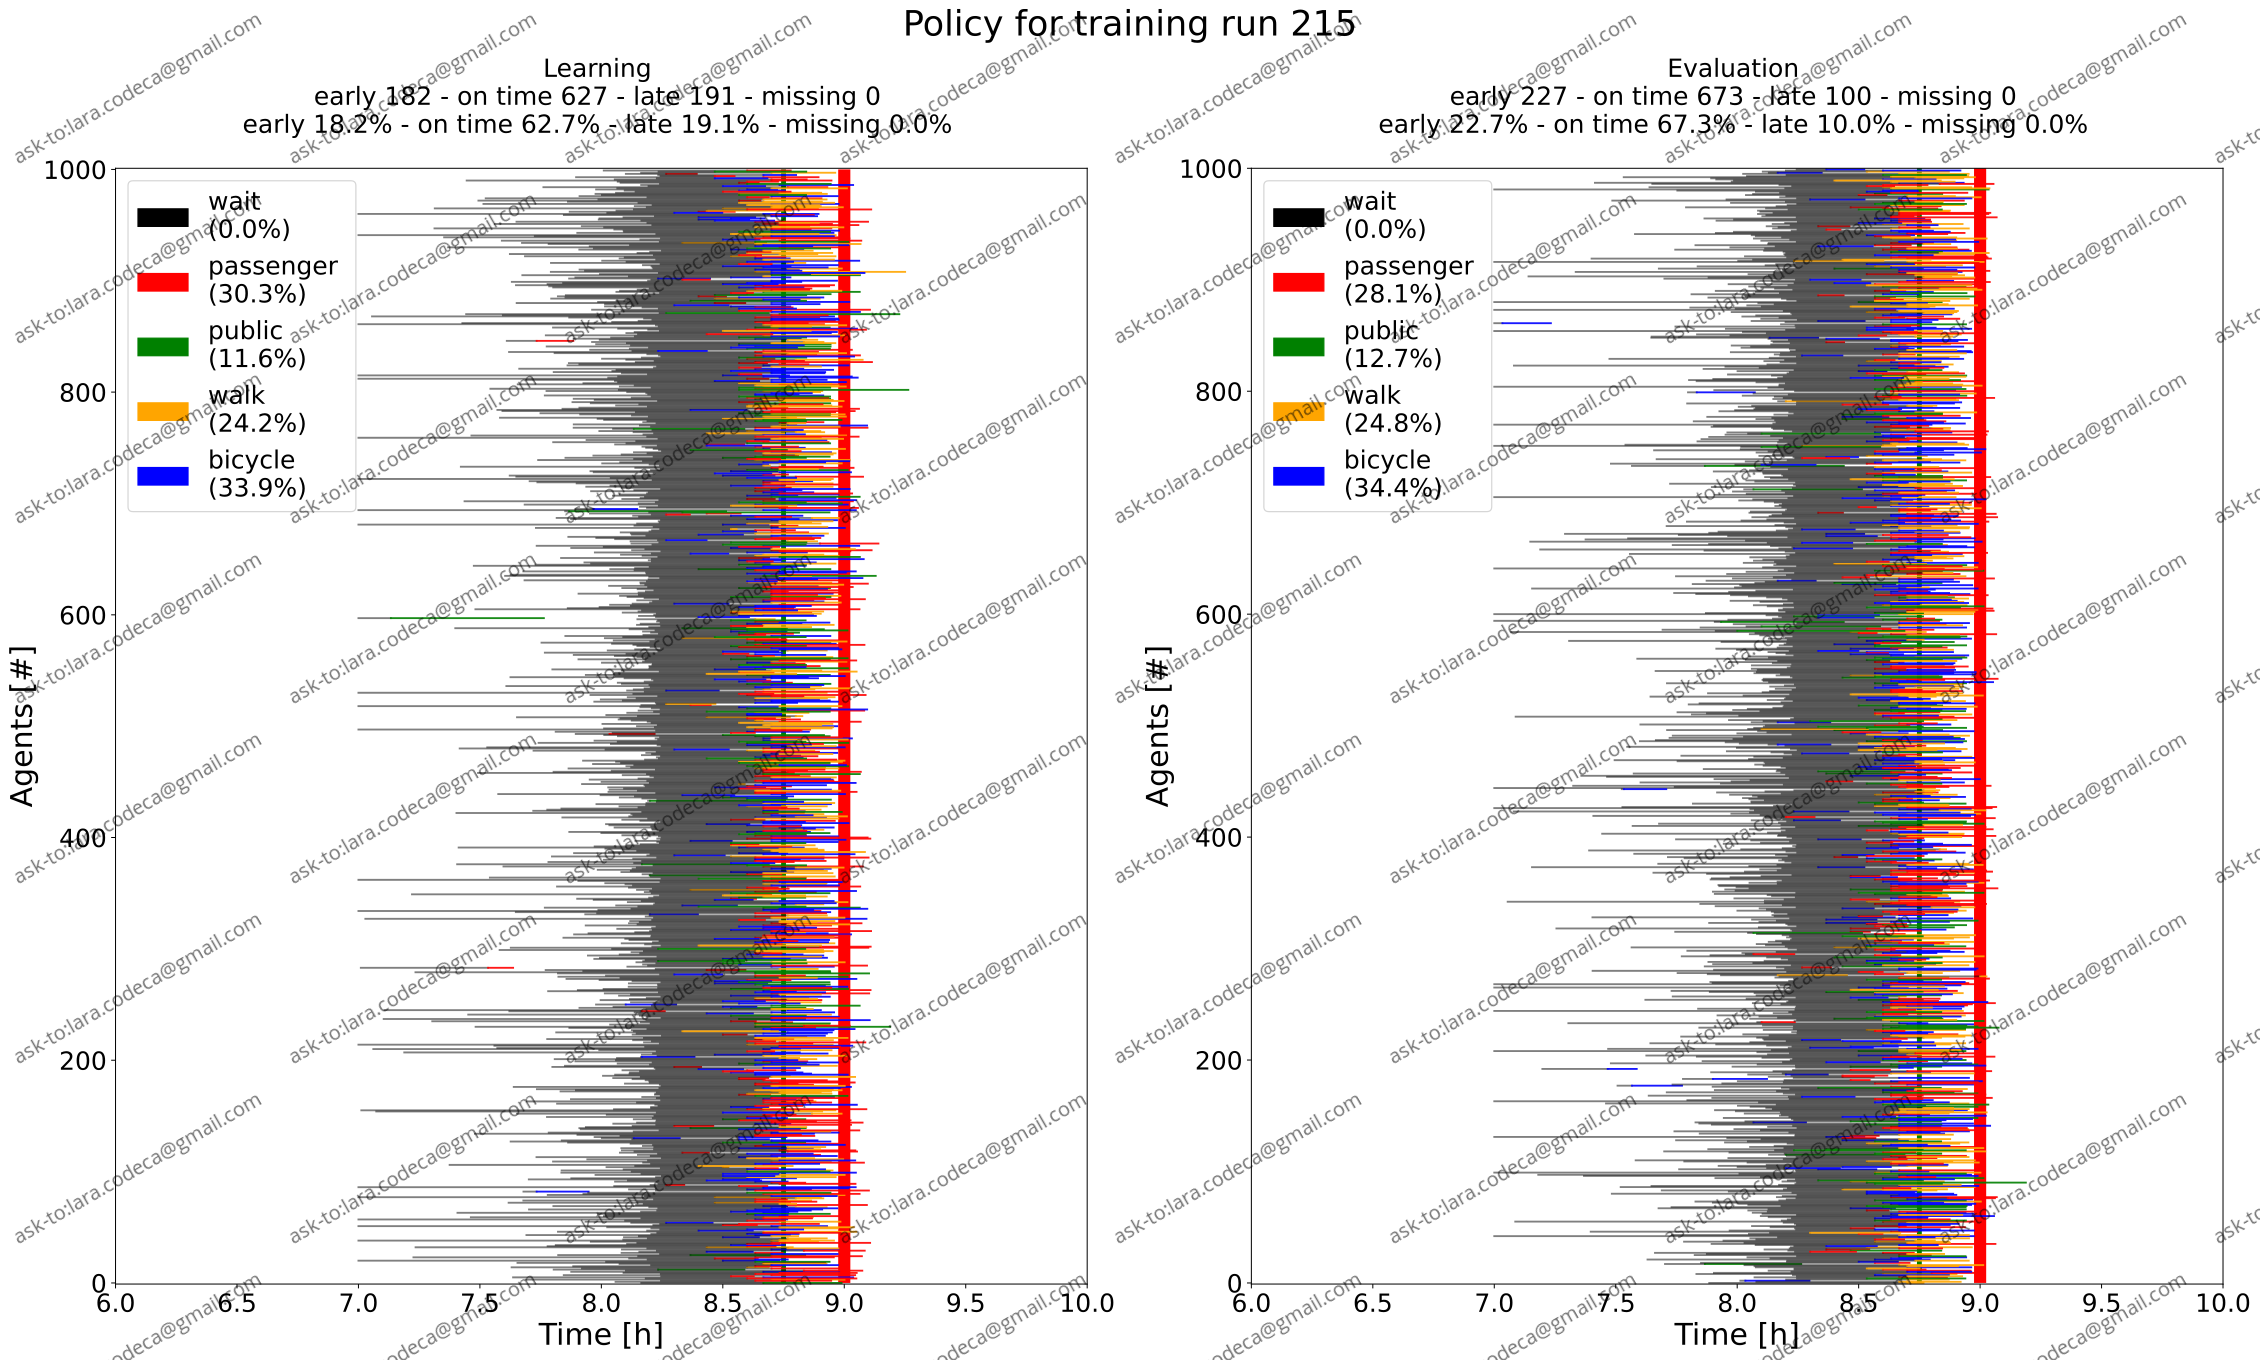 Policy for training run 215
Learning
early 182 - on time 627 - late 191 - missing 0
early 18.2% - on time 62.7% - late 19.1% - missing 0.0%
wait
(0.0%)
passenger
(30.3%)
public
(11.6%)
walk
(24.2%)
bicycle
(33.9%)
1000
800
600
400
200
0
Agents [#]
6.0 6.5 7.0 7.5 8.0 8.5 9.0 9.5 10.0
Time [h]
Evaluation
early 227 - on time 673 - late 100 - missing 0
early 22.7% - on time 67.3% - late 10.0% - missing 0.0%
wait
(0.0%)
passenger
(28.1%)
public
(12.7%)
walk
(24.8%)
bicycle
(34.4%)
1000
800
600
400
200
0
Agents [#]
6.0 6.5 7.0 7.5 8.0 8.5 9.0 9.5 10.0
Time [h]
ask-to:lara.codeca@gmail.com